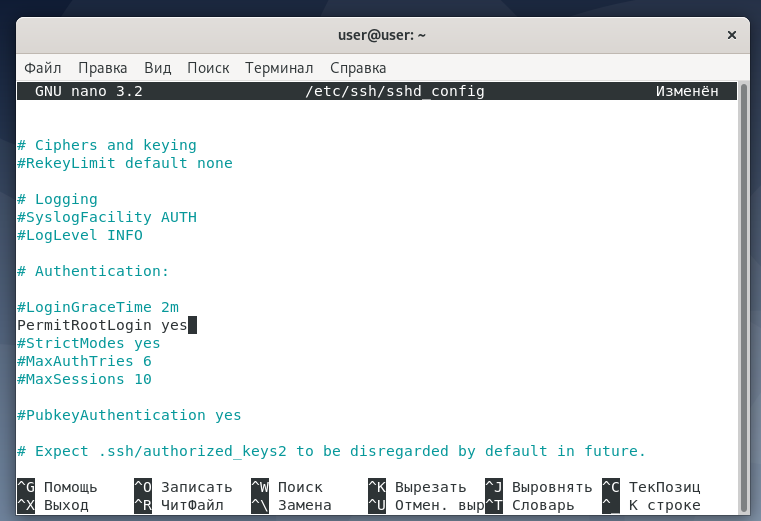 user@user: ~
Файл Правка Вид Поиск Терминал Справка
GNU nano 3.2 /etc/ssh/sshd_config Изменён
# Ciphers and keying
#RekeyLimit default none
# Logging
#SyslogFacility AUTH
#LogLevel INFO
# Authentication:
#LoginGraceTime 2m
PermitRootLogin yes
#StrictModes yes
#MaxAuthTries 6
#MaxSessions 10
#PubkeyAuthentication yes
# Expect .ssh/authorized_keys2 to be disregarded by default in future.
^G Помощь ^O Записать ^W Поиск ^K Вырезать ^J Выровнять ^C ТекПозиц
^X Выход ^R ЧитФайл ^\ Замена ^U Отмен. выр^T Словарь ^_ К строке